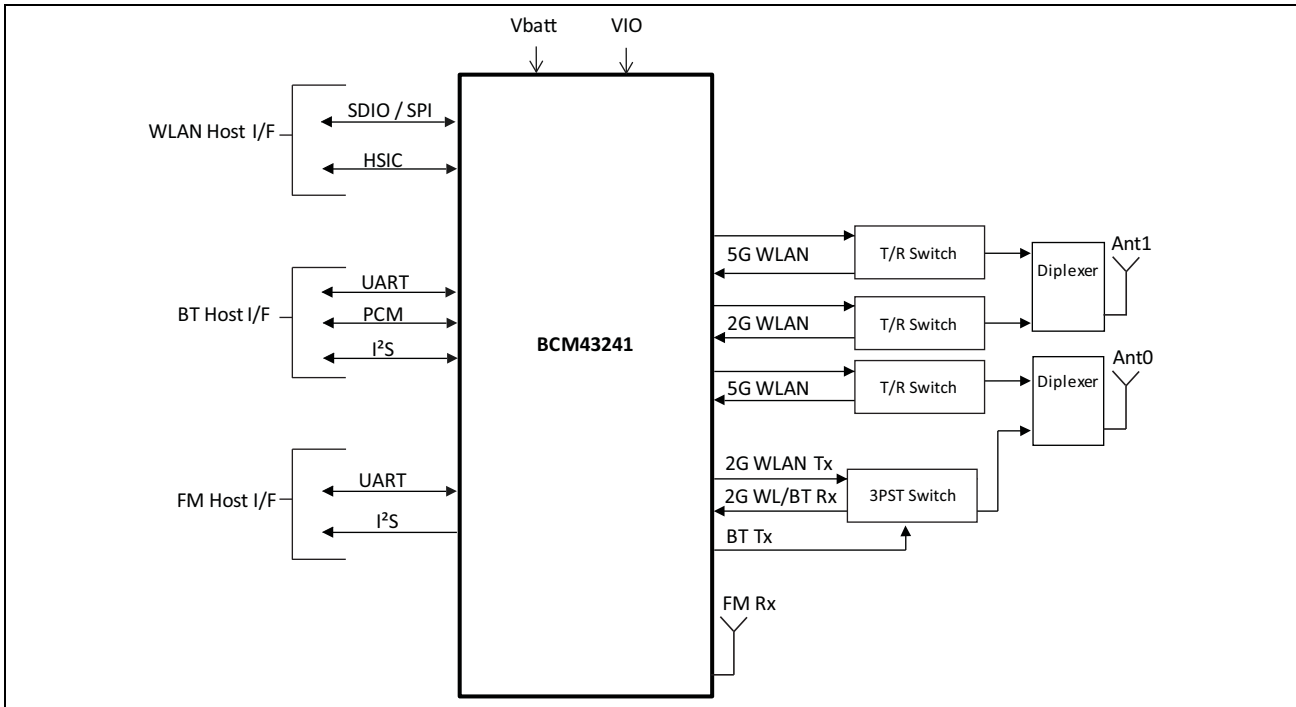 Vbatt
VIO
WLAN Host I/F
SDIO / SPI
HSIC
BT Host I/F
UART
PCM
I²S
FM Host I/F
UART
I²S
BCM43241
5G WLAN
T/R Switch
2G WLAN
T/R Switch
Diplexer
Ant1
5G WLAN
T/R Switch
Diplexer
Ant0
2G WLAN Tx
2G WL/BT Rx
BT Tx
3PST Switch
FM Rx